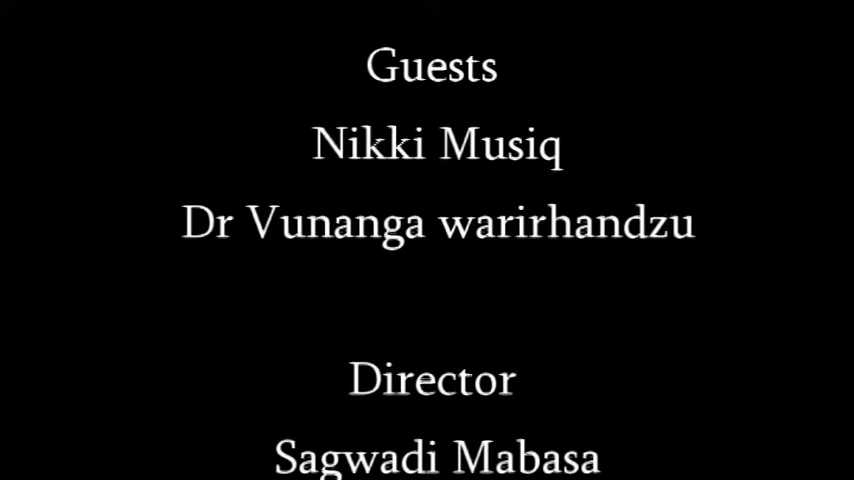 Guests
Nikki Musiq
Dr Vunanga warirhandzu
Director
Sagwadi Mabasa